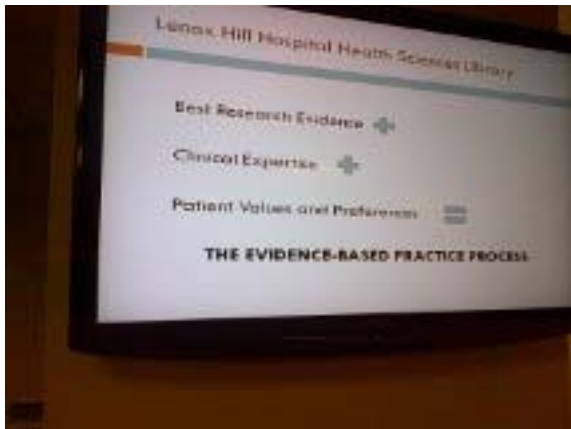 Lenox Hill Hospital Health Sciences Library
Best Research Evidence +
Clinical Expertise +
Patient Values and Preferences =
THE EVIDENCE-BASED PRACTICE PROCESS